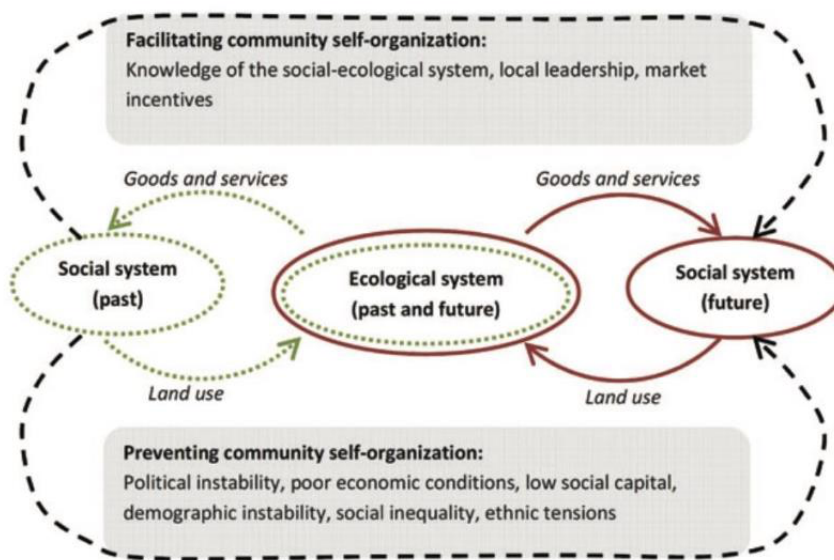 Facilitating community self-organization:
Knowledge of the social-ecological system, local leadership, market
incentives
Goods and services
Goods and services
Social system
(past)
Ecological system
(past and future)
Social system
(future)
Land use
Land use
Preventing community self-organization:
Political instability, poor economic conditions, low social capital,
demographic instability, social inequality, ethnic tensions